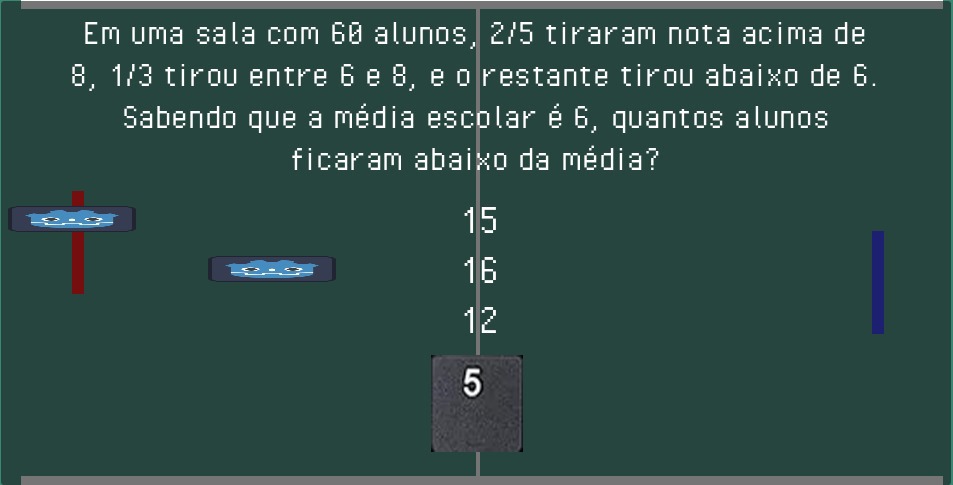 Em uma sala com 60 alunos, 2/5 tiraram nota acima de
8, 1/3 tirou entre 6 e 8, e o restante tirou abaixo de 6.
Sabendo que a média escolar é 6, quantos alunos
ficaram abaixo da média?
15
16
12
5